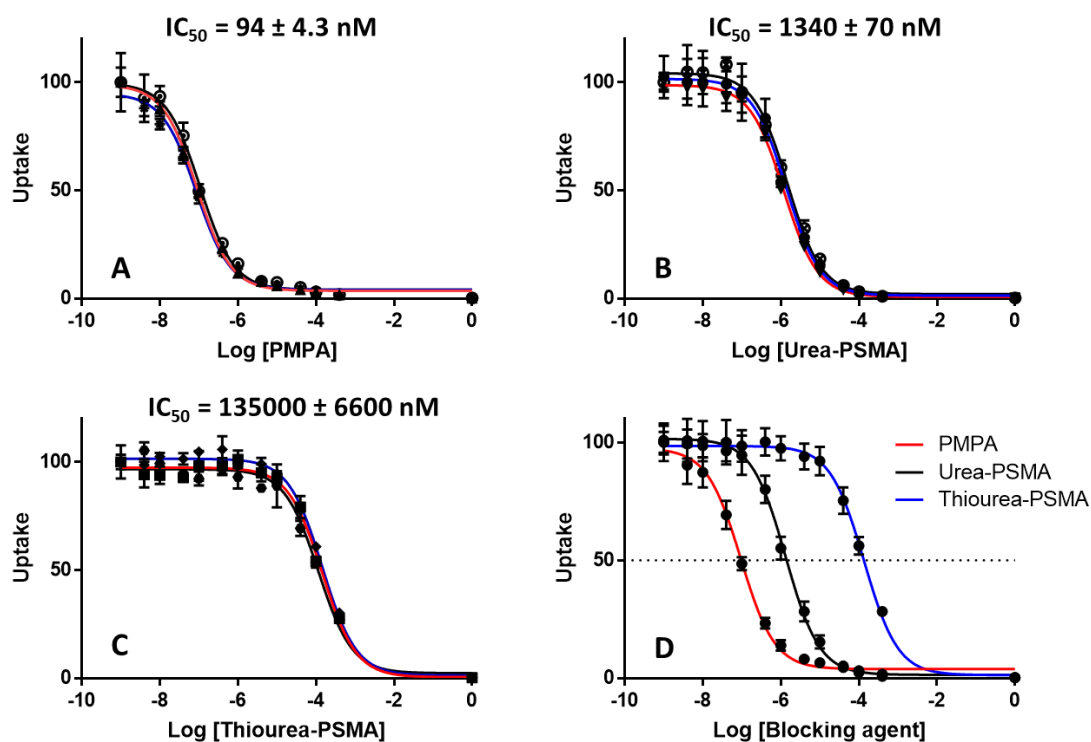 IC50 = 94 ± 4.3 nM
100
50
0
Uptake
A
-10 -8 -6 -4 -2 0
Log [PMPA]
IC50 = 1340 ± 70 nM
100
50
0
Uptake
B
-10 -8 -6 -4 -2 0
Log [Urea-PSMA]
IC50 = 135000 ± 6600 nM
100
50
0
Uptake
C
-10 -8 -6 -4 -2 0
Log [Thiourea-PSMA]
100
50
0
Uptake
PMPA
Urea-PSMA
Thiourea-PSMA
D
-10 -8 -6 -4 -2 0
Log [Blocking agent]